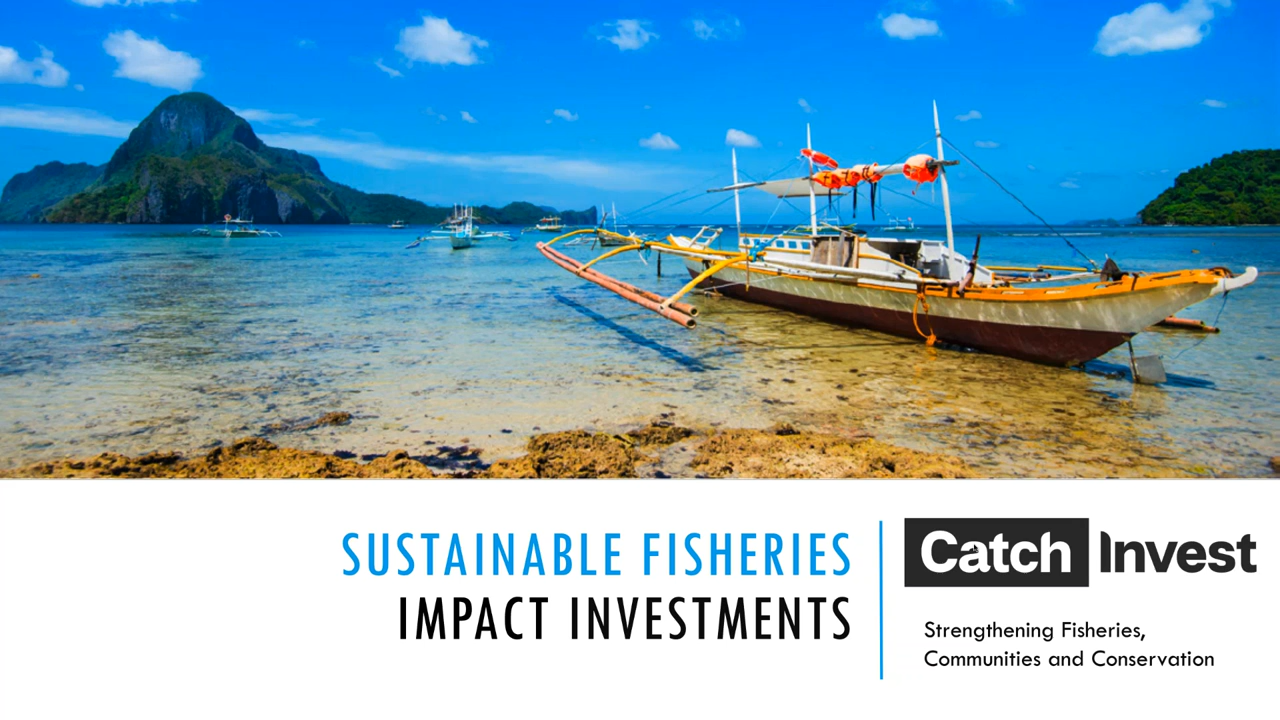 SUSTAINABLE FISHERIES
IMPACT INVESTMENTS
Catch Invest
Strengthening Fisheries,
Communities and Conservation